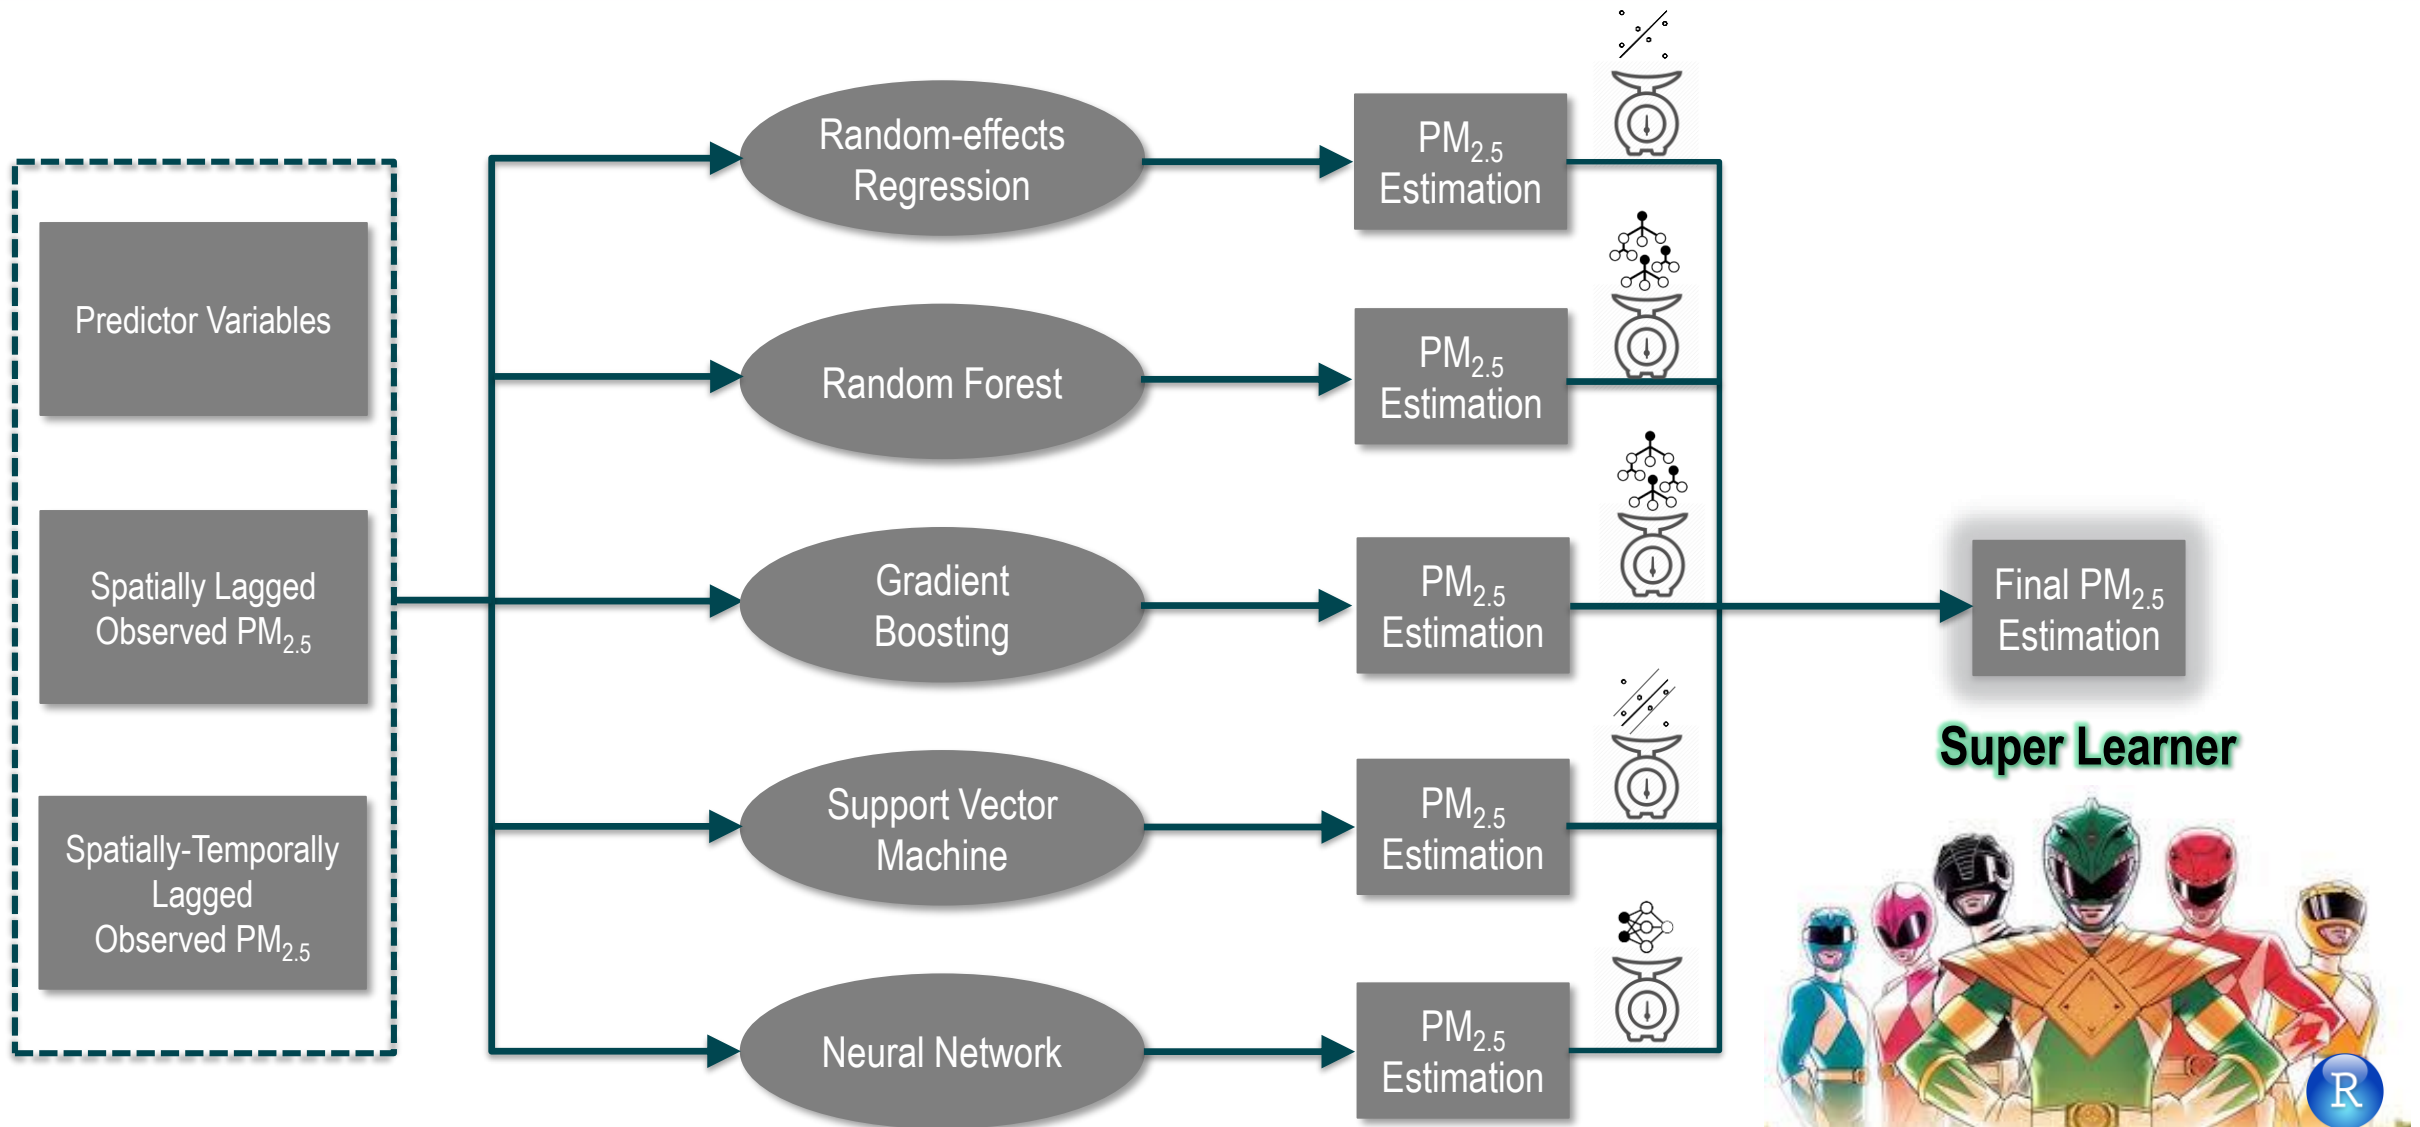 Predictor Variables
Spatially Lagged
Observed PM₂.₅
Spatially-Temporally
Lagged
Observed PM₂.₅
Random-effects
Regression
Random Forest
Gradient
Boosting
Support Vector
Machine
Neural Network
PM₂.₅
Estimation
PM₂.₅
Estimation
PM₂.₅
Estimation
PM₂.₅
Estimation
PM₂.₅
Estimation
Final PM₂.₅
Estimation
Super Learner
R